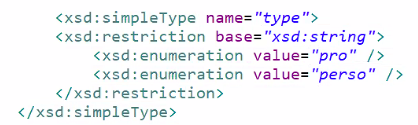 <xsd:simpleType name="type">
<xsd:restriction base="xsd:string">
<xsd:enumeration value="pro" />
<xsd:enumeration value="perso" />
</xsd:restriction>
</xsd:simpleType>